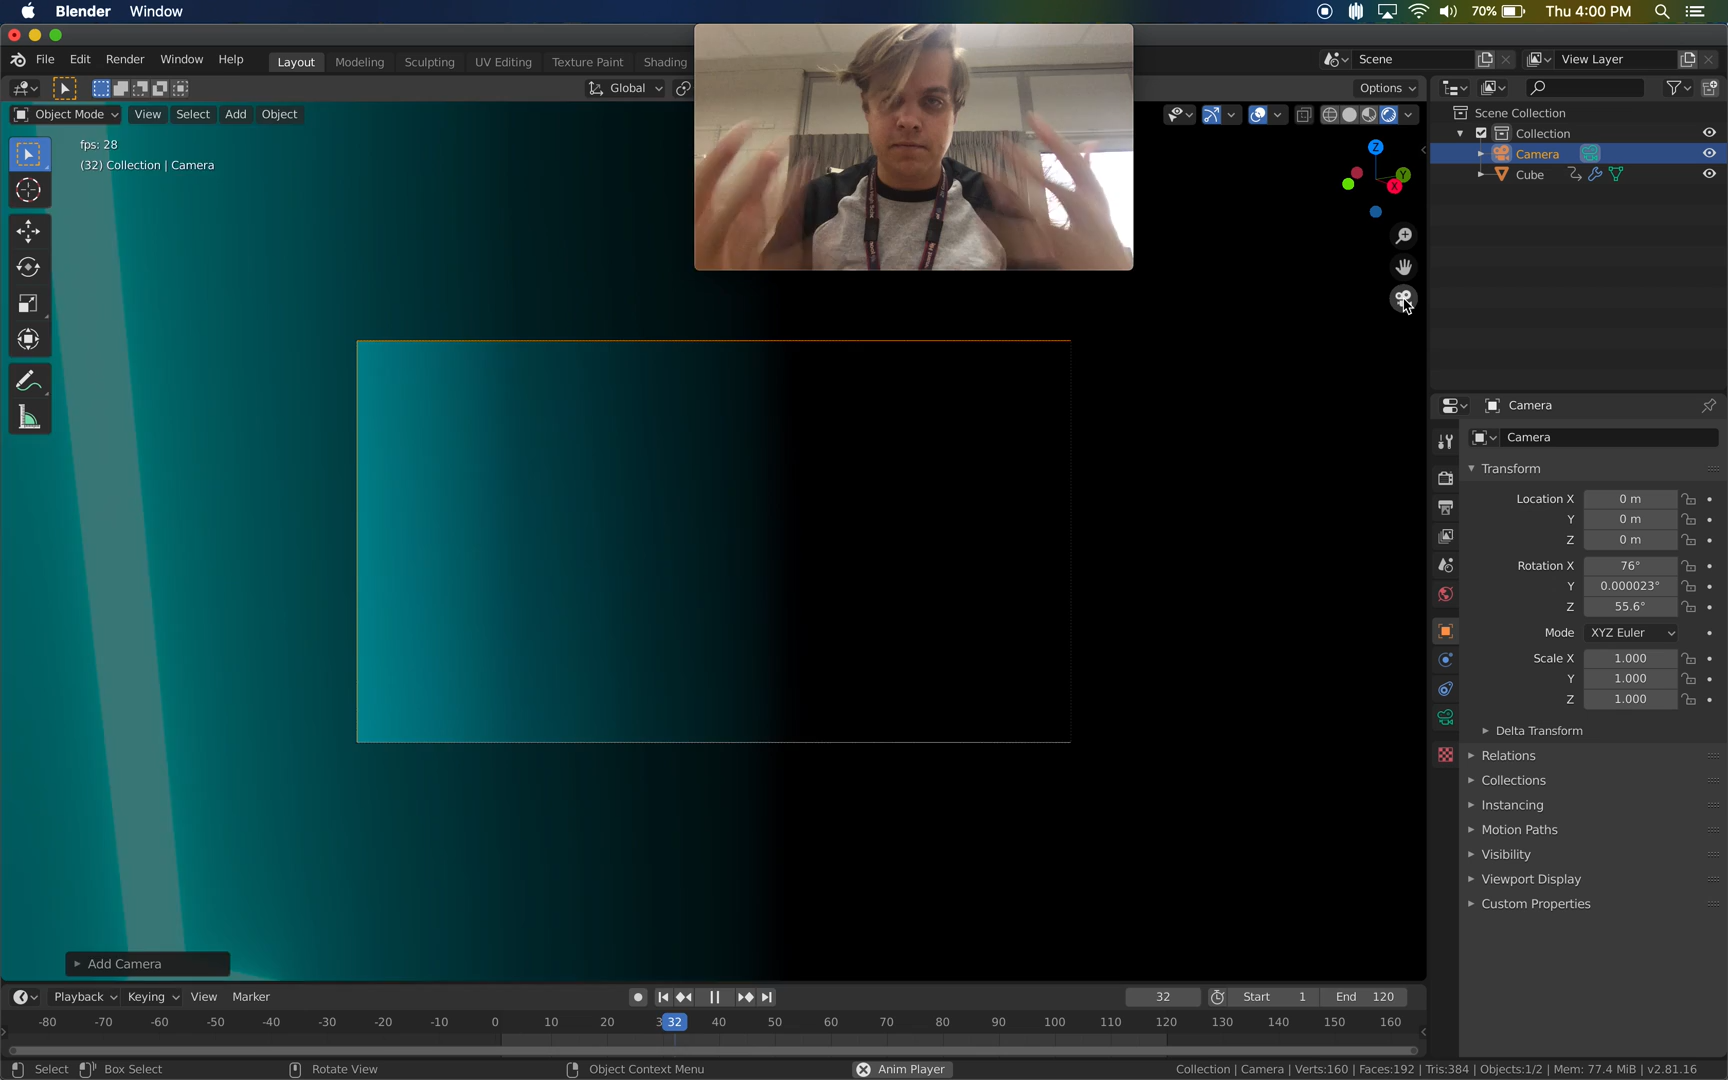 Blender Window 70% Thu 4:00 PM
File Edit Render Window Help Layout Modeling Sculpting UV Editing Texture Paint Shading Scene View Layer
Global Options
Object Mode View Select Add Object
fps: 28
(32) Collection | Camera
Z
Y
X
Scene Collection
Collection
Camera
Cube
Camera
Camera
Transform
Location X 0 m
Y 0 m
Z 0 m
Rotation X 76°
Y 0.000023°
Z 55.6°
Mode XYZ Euler
Scale X 1.000
Y 1.000
Z 1.000
Delta Transform
Relations
Collections
Instancing
Motion Paths
Visibility
Viewport Display
Custom Properties
Add Camera
Playback Keying View Marker 32 Start 1 End 120
-80 -70 -60 -50 -40 -30 -20 -10 0 10 20 32 40 50 60 70 80 90 100 110 120 130 140 150 160
Select Box Select Rotate View Object Context Menu Anim Player Collection | Camera | Verts:160 | Faces:192 | Tris:384 | Objects:1/2 | Mem: 77.4 MiB | v2.81.16